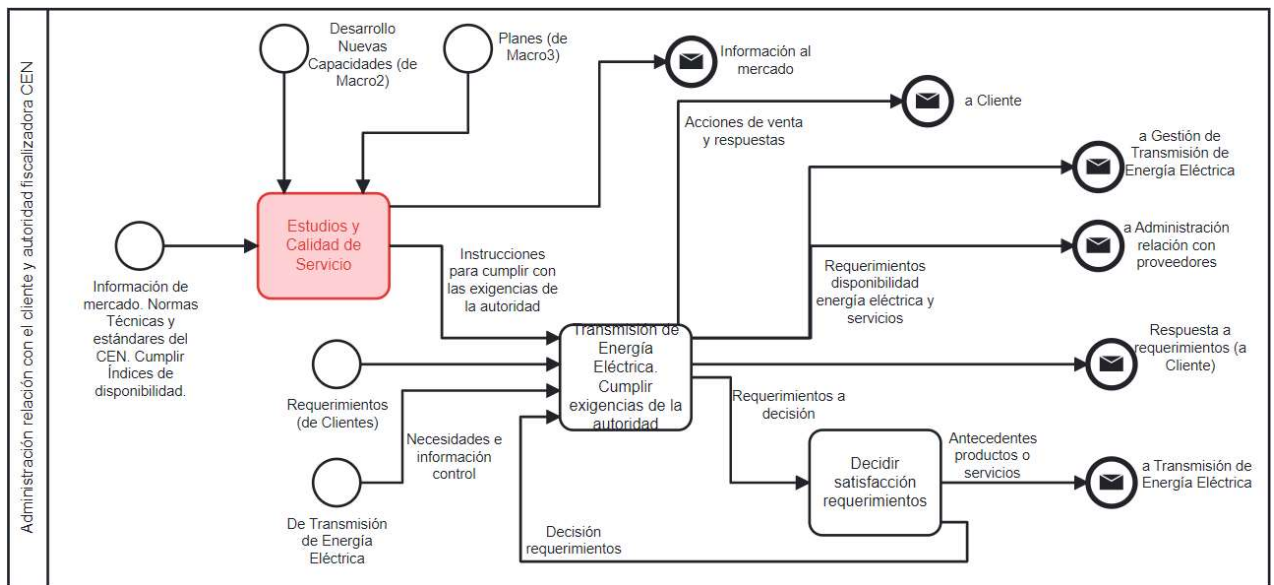 Administración relación con el cliente y autoridad fiscalizadora CEN
Desarrollo
Nuevas
Capacidades (de
Macro2)
Planes (de
Macro3)
Información al
mercado
a Cliente
Acciones de venta
y respuestas
a Gestión de
Transmisión de
Energía Eléctrica
Estudios y
Calidad de
Servicio
a Administración
relación con
proveedores
Instrucciones
para cumplir con
las exigencias de
la autoridad
Requerimientos
disponibilidad
energía eléctrica y
servicios
Información de
mercado. Normas
Técnicas y
estándares del
CEN. Cumplir
Índices de
disponibilidad.
Transmisión de
Energía
Eléctrica.
Cumplir
exigencias de la
autoridad
Respuesta a
requerimientos (a
Cliente)
Requerimientos
(de Clientes)
Requerimientos a
decisión
Necesidades e
información
control
Decidir
satisfacción
requerimientos
Antecedentes
productos o
servicios
a Transmisión de
Energía Eléctrica
De Transmisión
de Energía
Eléctrica
Decisión
requerimientos